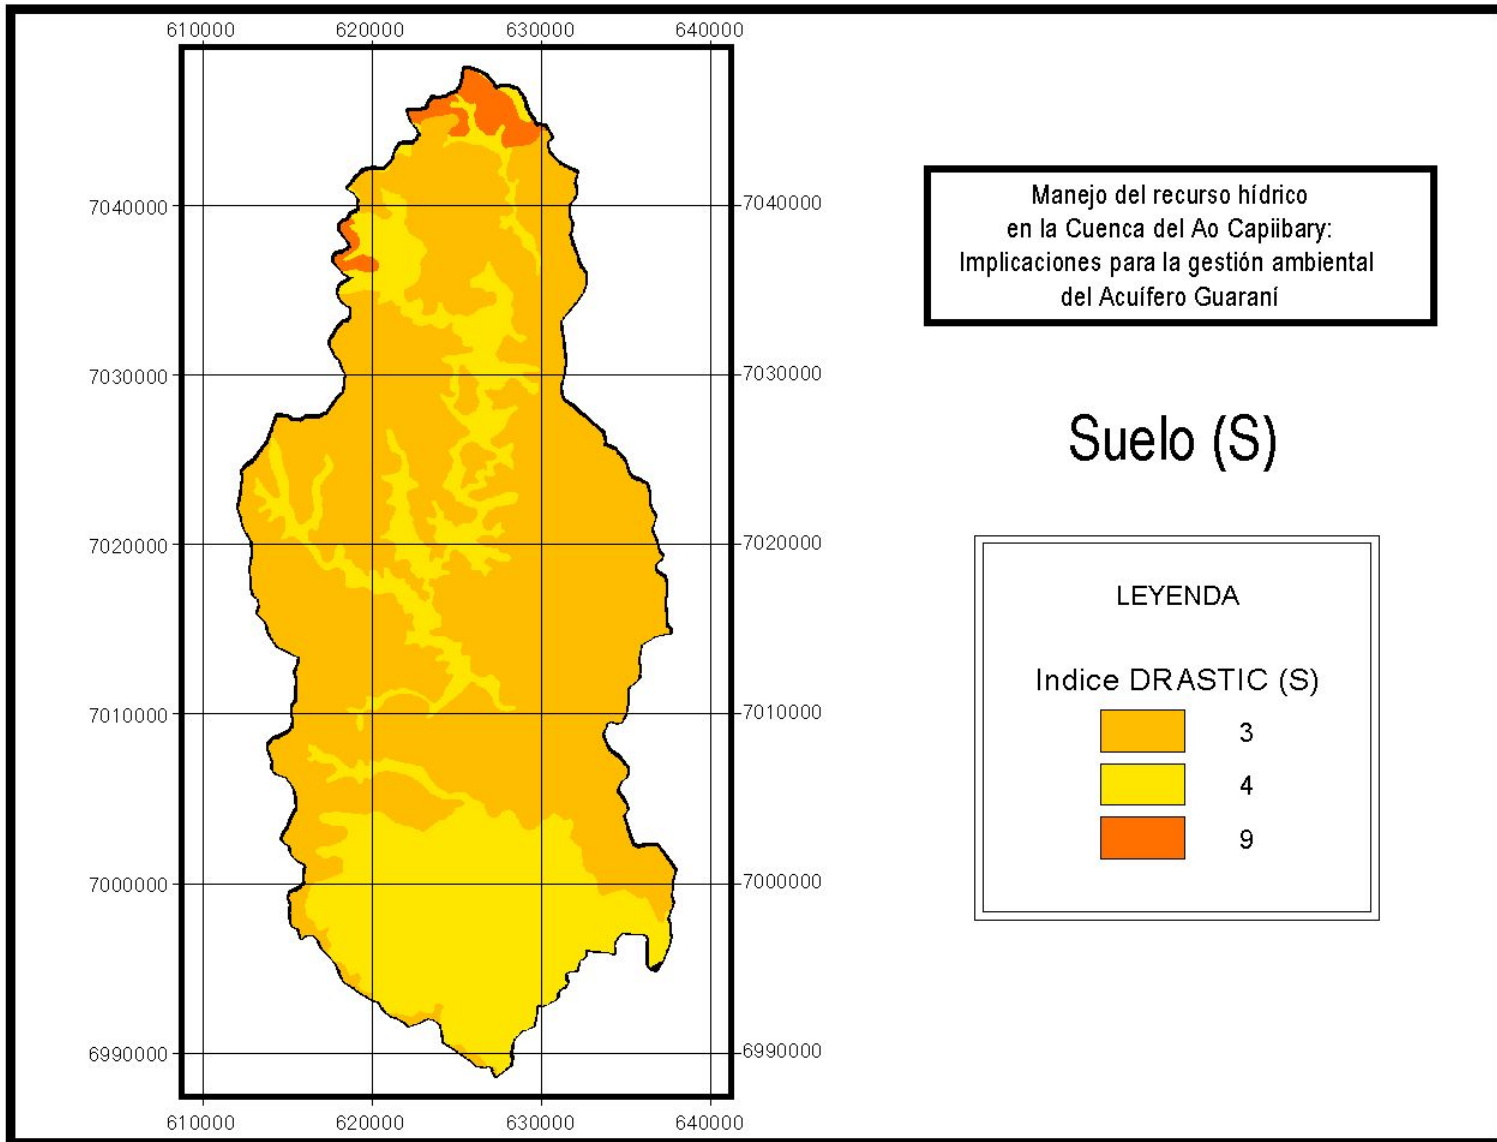 610000 620000 630000 640000
7040000 7040000
7030000 7030000
7020000 7020000
7010000 7010000
7000000 7000000
6990000 6990000
610000 620000 630000 640000
Manejo del recurso hídrico
en la Cuenca del Ao Capiibary:
Implicaciones para la gestión ambiental
del Acuífero Guaraní
Suelo (S)
LEYENDA
Indice DRASTIC (S)
3
4
9